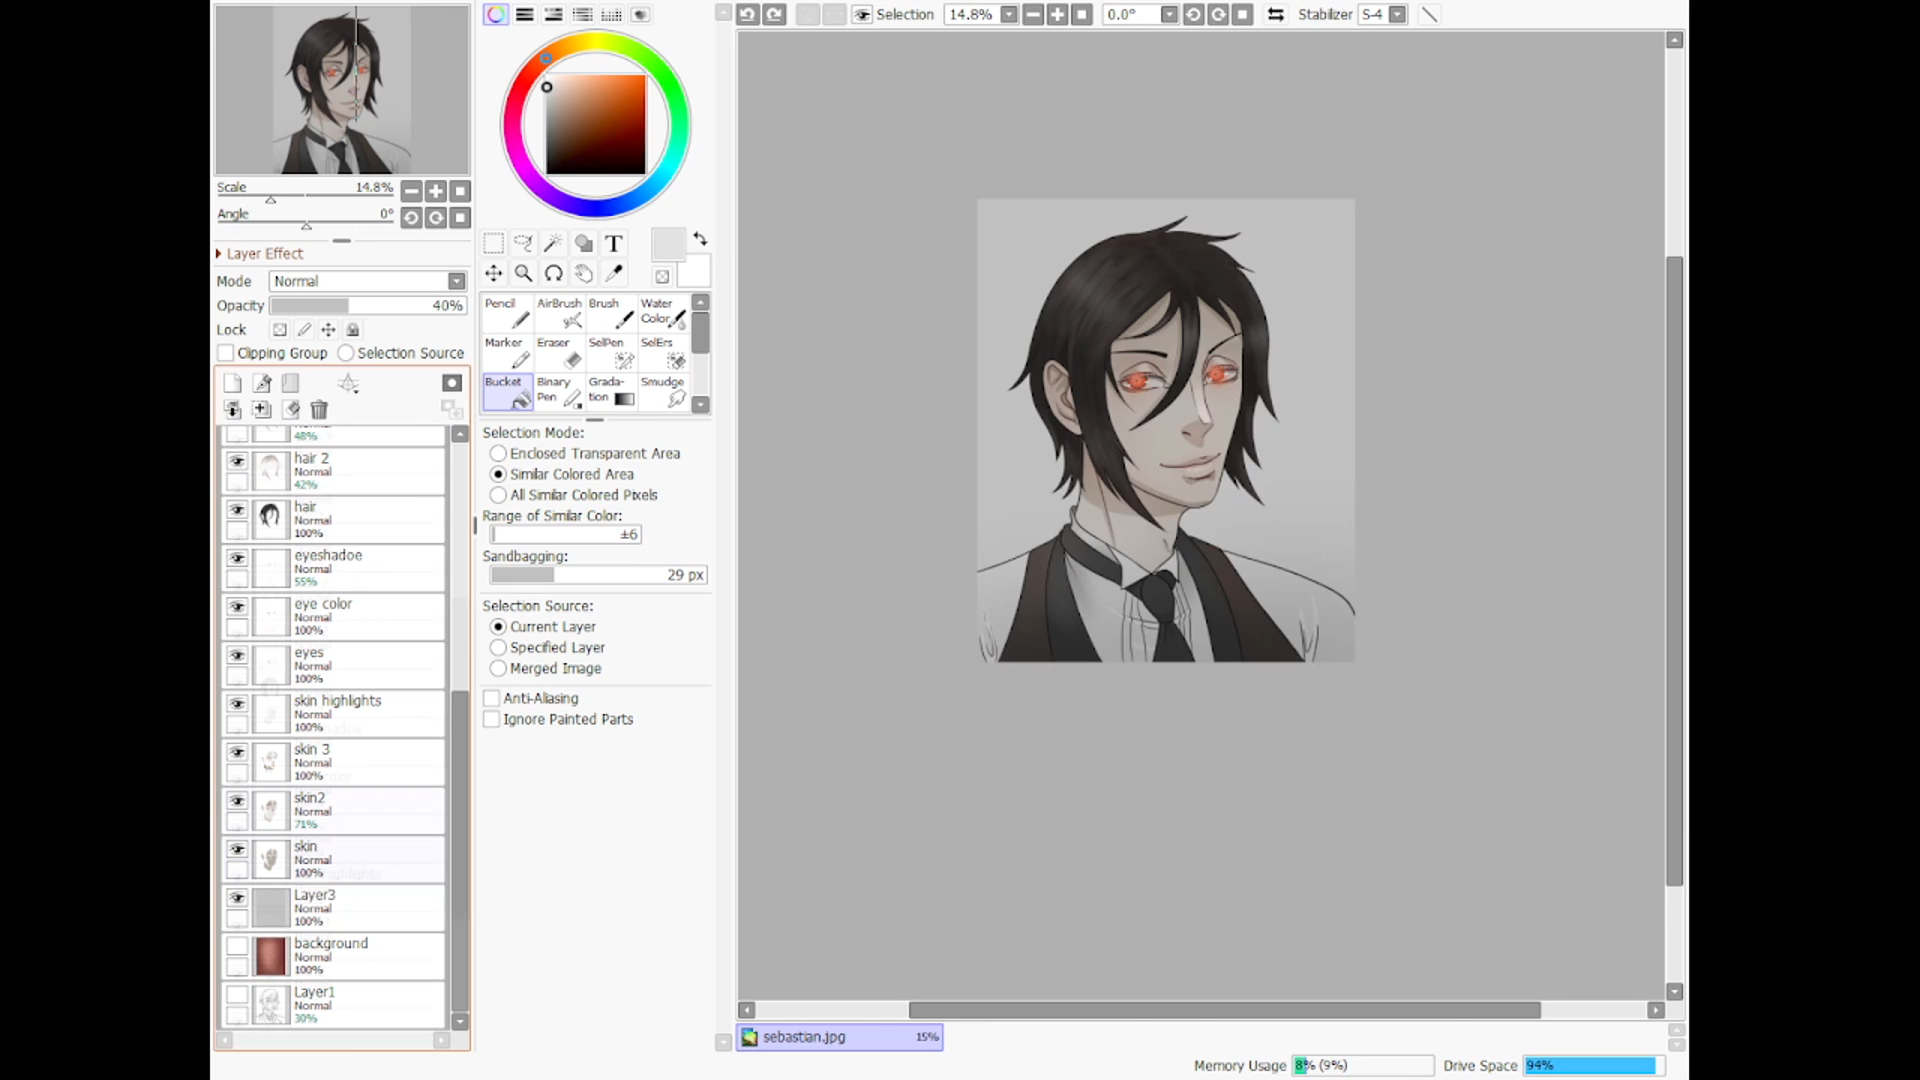 Selection 14.8% 0.0° Stabilizer S-4
Scale 14.8%
Angle 0°
Layer Effect
Mode Normal
Opacity 40%
Lock
Clipping Group Selection Source
48%
hair 2
Normal
42%
hair
Normal
100%
eyeshadoe
Normal
55%
eye color
Normal
100%
eyes
Normal
100%
skin highlights
Normal
100%
skin 3
Normal
100%
skin2
Normal
71%
skin
Normal
100%
Layer3
Normal
100%
background
Normal
100%
Layer1
Normal
30%
T
Pencil AirBrush Brush Water
Color
Marker Eraser SelPen SelErs
Bucket Binary Grada- Smudge
Pen tion
Selection Mode:
Enclosed Transparent Area
Similar Colored Area
All Similar Colored Pixels
Range of Similar Color:
±6
Sandbagging:
29 px
Selection Source:
Current Layer
Specified Layer
Merged Image
Anti-Aliasing
Ignore Painted Parts
sebastian.jpg 15%
Memory Usage 8% (9%) Drive Space 94%